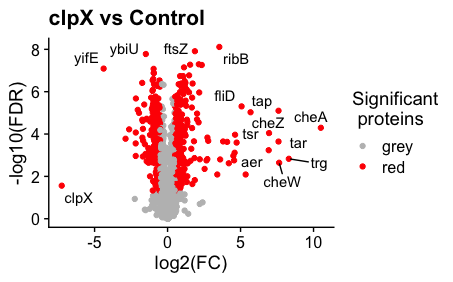 clpX vs Control
8
6
4
2
0
-log10(FDR)
-5
0
5
10
log2(FC)
yifE
ybiU
ftsZ
ribB
fliD
tap
cheZ
cheA
tsr
tar
aer
trg
cheW
clpX
Significant
proteins
grey
red